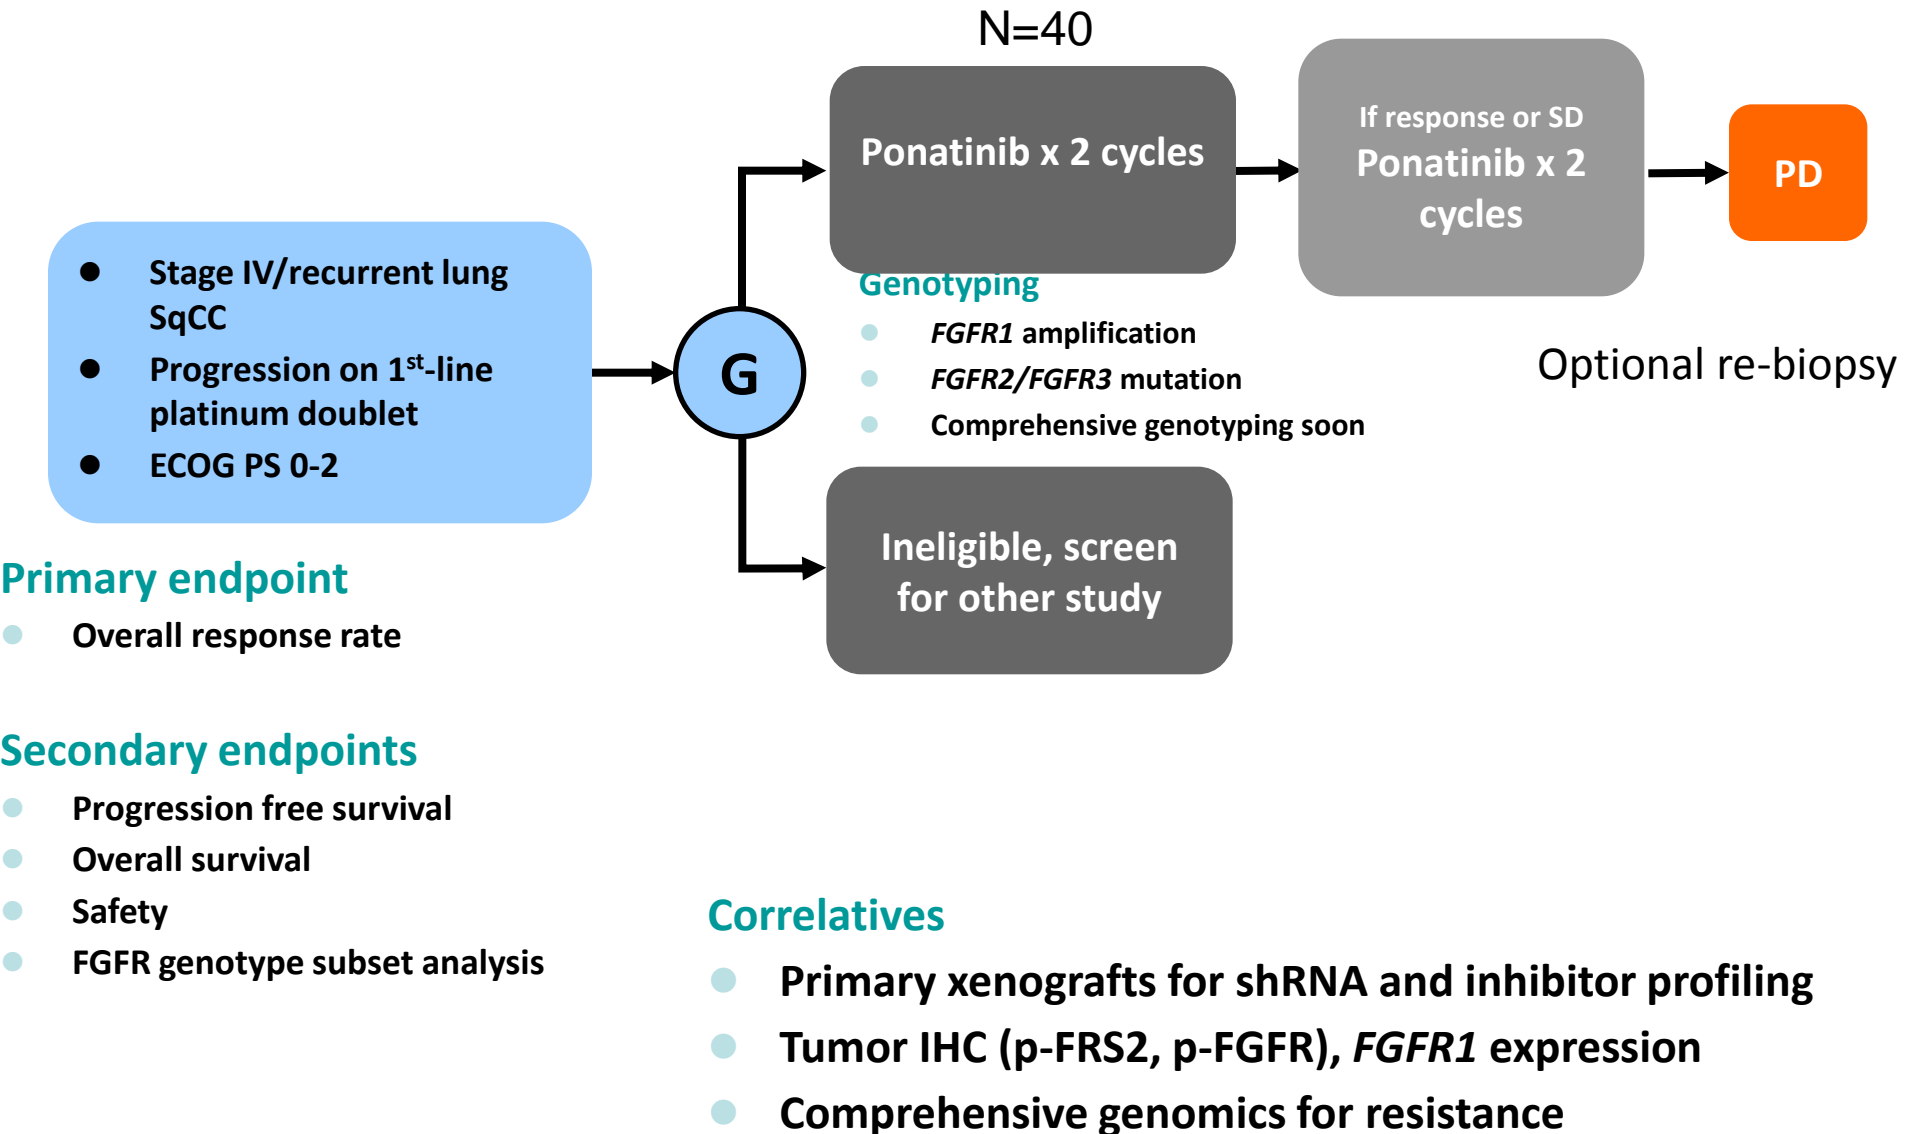 N=40
Ponatinib x 2 cycles
If response or SD
Ponatinib x 2
cycles
PD
Stage IV/recurrent lung
SqCC
Progression on 1st-line
platinum doublet
ECOG PS 0-2
G
Genotyping
FGFR1 amplification
FGFR2/FGFR3 mutation
Comprehensive genotyping soon
Optional re-biopsy
Ineligible, screen
for other study
Primary endpoint
Overall response rate
Secondary endpoints
Progression free survival
Overall survival
Safety
FGFR genotype subset analysis
Correlatives
Primary xenografts for shRNA and inhibitor profiling
Tumor IHC (p-FRS2, p-FGFR), FGFR1 expression
Comprehensive genomics for resistance